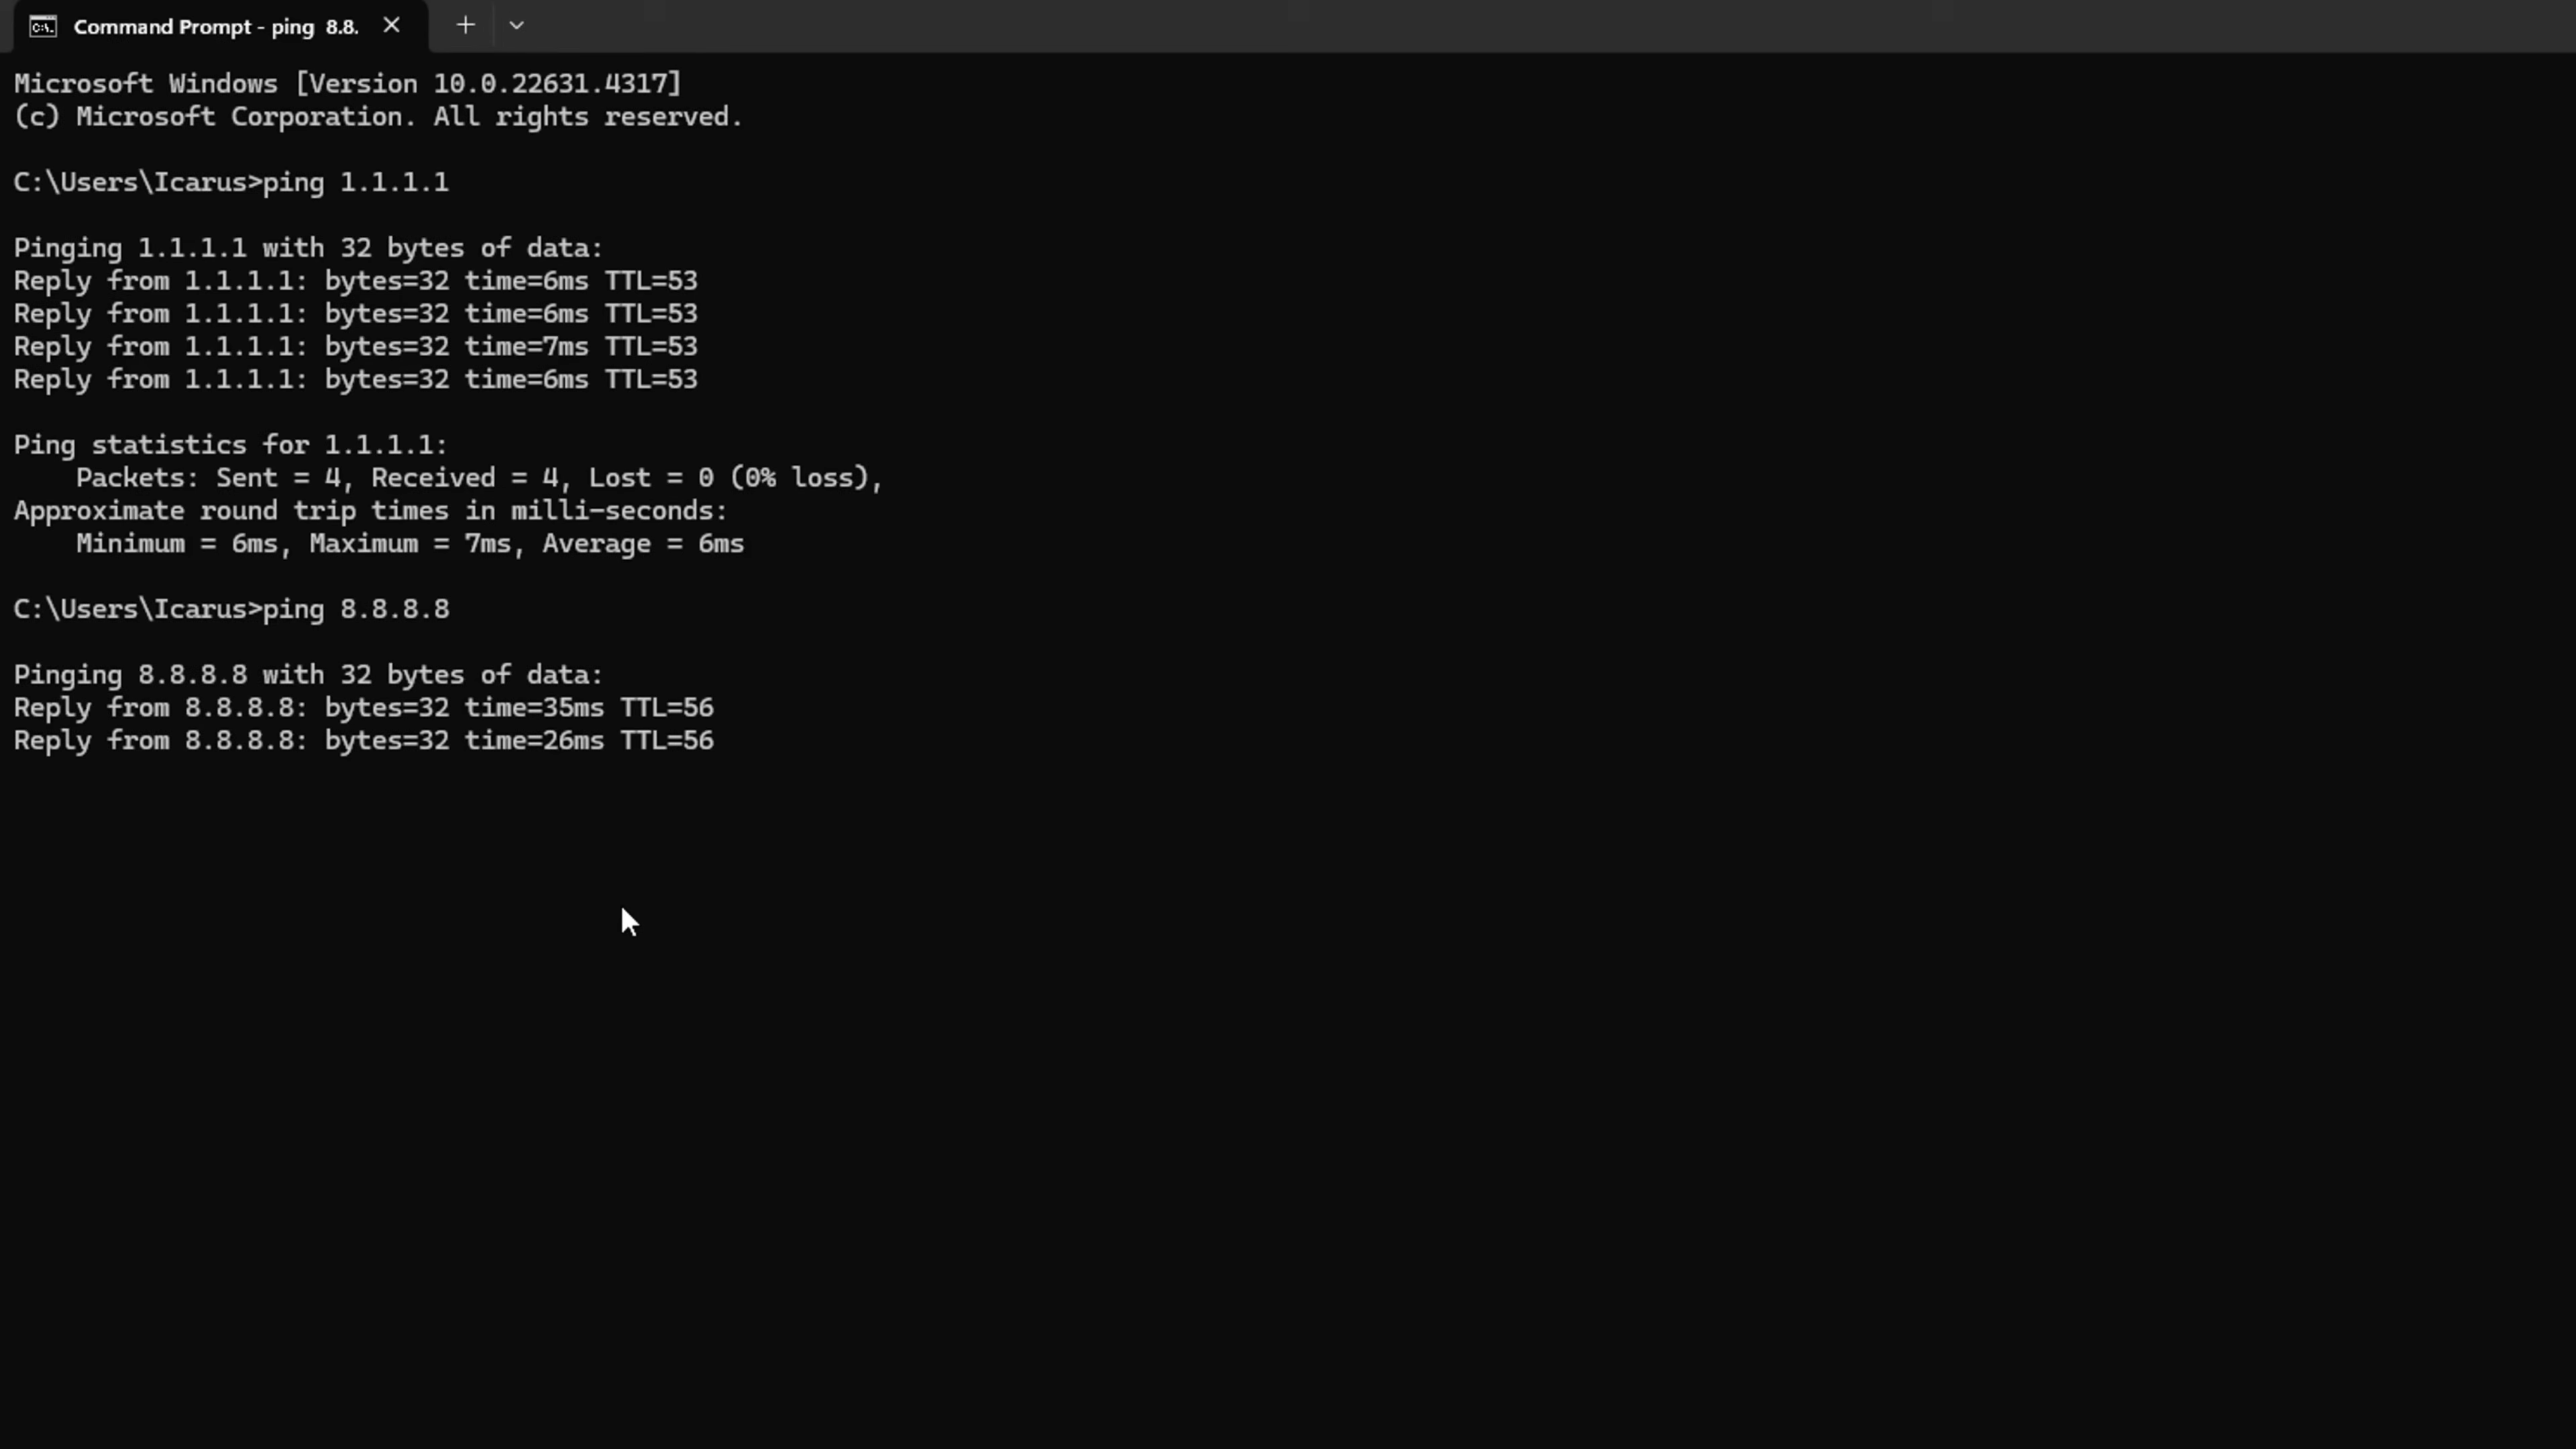 Command Prompt - ping 8.8.
Microsoft Windows [Version 10.0.22631.4317]
(c) Microsoft Corporation. All rights reserved.
C:\Users\Icarus>ping 1.1.1.1
Pinging 1.1.1.1 with 32 bytes of data:
Reply from 1.1.1.1: bytes=32 time=6ms TTL=53
Reply from 1.1.1.1: bytes=32 time=6ms TTL=53
Reply from 1.1.1.1: bytes=32 time=7ms TTL=53
Reply from 1.1.1.1: bytes=32 time=6ms TTL=53
Ping statistics for 1.1.1.1:
    Packets: Sent = 4, Received = 4, Lost = 0 (0% loss),
Approximate round trip times in milli-seconds:
    Minimum = 6ms, Maximum = 7ms, Average = 6ms
C:\Users\Icarus>ping 8.8.8.8
Pinging 8.8.8.8 with 32 bytes of data:
Reply from 8.8.8.8: bytes=32 time=35ms TTL=56
Reply from 8.8.8.8: bytes=32 time=26ms TTL=56